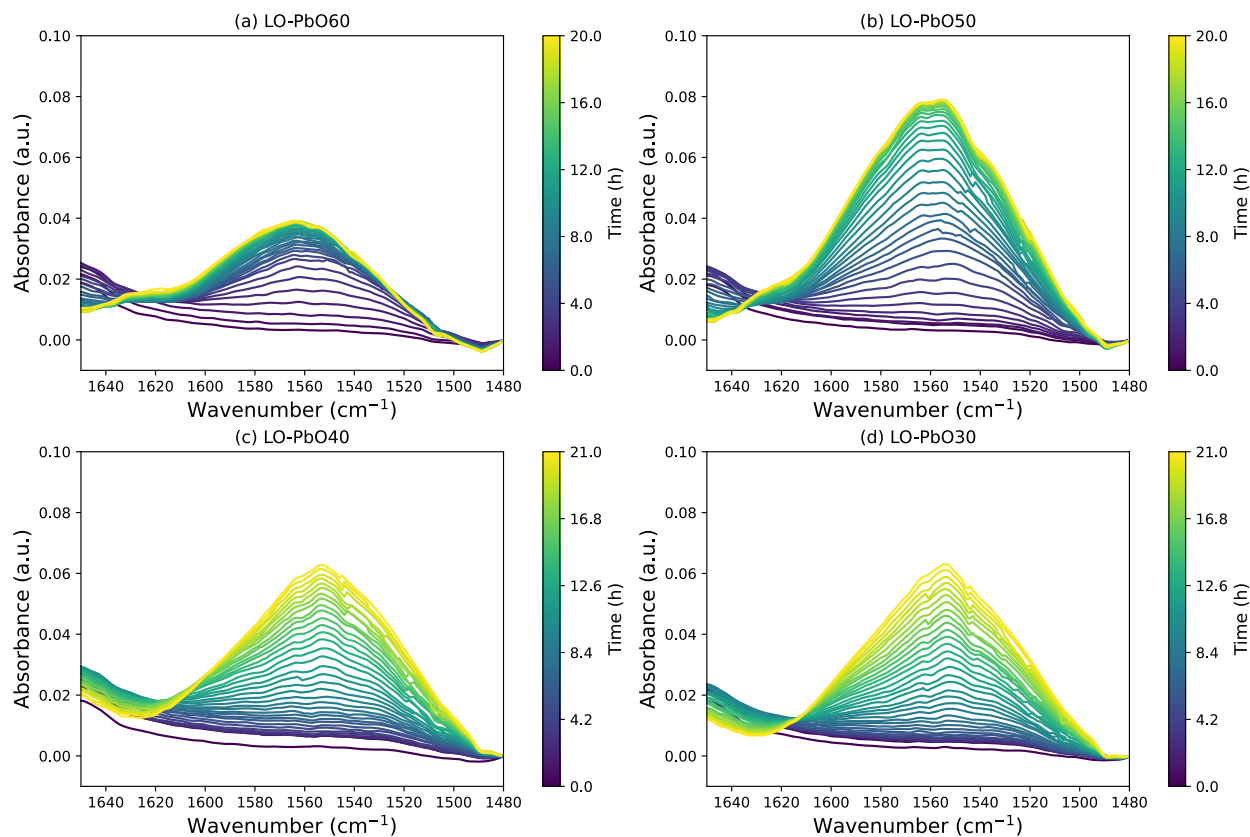 (a) LO-PbO60
0.10
0.08
0.06
0.04
0.02
0.00
Absorbance (a.u.)
1640 1620 1600 1580 1560 1540 1520 1500 1480
Wavenumber (cm⁻¹)
20.0
16.0
12.0
8.0
4.0
0.0
Time (h)
(b) LO-PbO50
0.10
0.08
0.06
0.04
0.02
0.00
Absorbance (a.u.)
1640 1620 1600 1580 1560 1540 1520 1500 1480
Wavenumber (cm⁻¹)
20.0
16.0
12.0
8.0
4.0
0.0
Time (h)
(c) LO-PbO40
0.10
0.08
0.06
0.04
0.02
0.00
Absorbance (a.u.)
1640 1620 1600 1580 1560 1540 1520 1500 1480
Wavenumber (cm⁻¹)
21.0
16.8
12.6
8.4
4.2
0.0
Time (h)
(d) LO-PbO30
0.10
0.08
0.06
0.04
0.02
0.00
Absorbance (a.u.)
1640 1620 1600 1580 1560 1540 1520 1500 1480
Wavenumber (cm⁻¹)
21.0
16.8
12.6
8.4
4.2
0.0
Time (h)